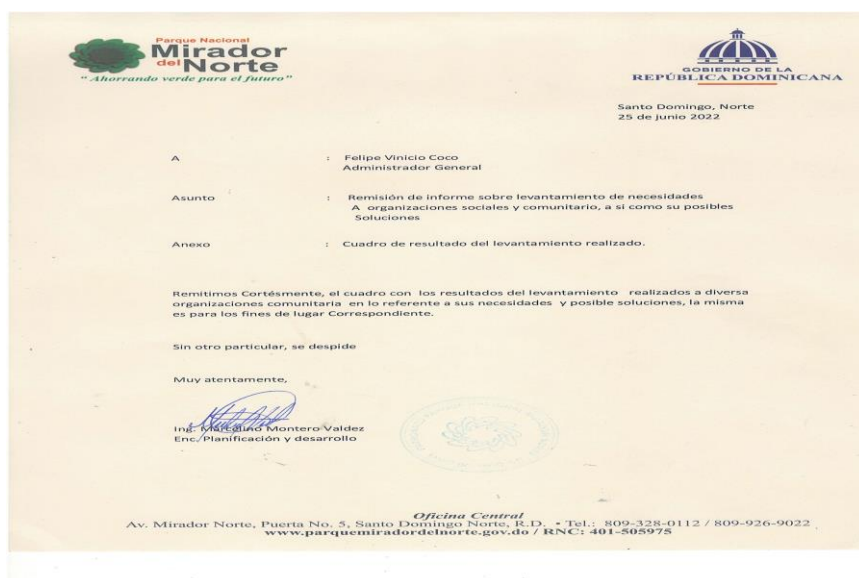 Parque Nacional
Mirador
del Norte
"Ahorrando verde para el futuro"
GOBIERNO DE LA
REPÚBLICA DOMINICANA
Santo Domingo, Norte
25 de junio 2022
A : Felipe Vinicio Coco
Administrador General
Asunto : Remisión de informe sobre levantamiento de necesidades
A organizaciones sociales y comunitario, a si como su posibles
Soluciones
Anexo : Cuadro de resultado del levantamiento realizado.
Remitimos Cortésmente, el cuadro con los resultados del levantamiento realizados a diversa
organizaciones comunitaria en lo referente a sus necesidades y posible soluciones, la misma
es para los fines de lugar Correspondiente.
Sin otro particular, se despide
Muy atentamente,
Ing. Marcelino Montero Valdez
Enc. Planificación y desarrollo
Oficina Central
Av. Mirador Norte, Puerta No. 5, Santo Domingo Norte, R.D. • Tel.: 809-328-0112 / 809-926-9022
www.parquemiradordelnorte.gov.do / RNC: 401-505975